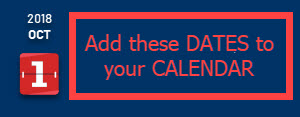 2018
OCT
1
Add these DATES to
your CALENDAR